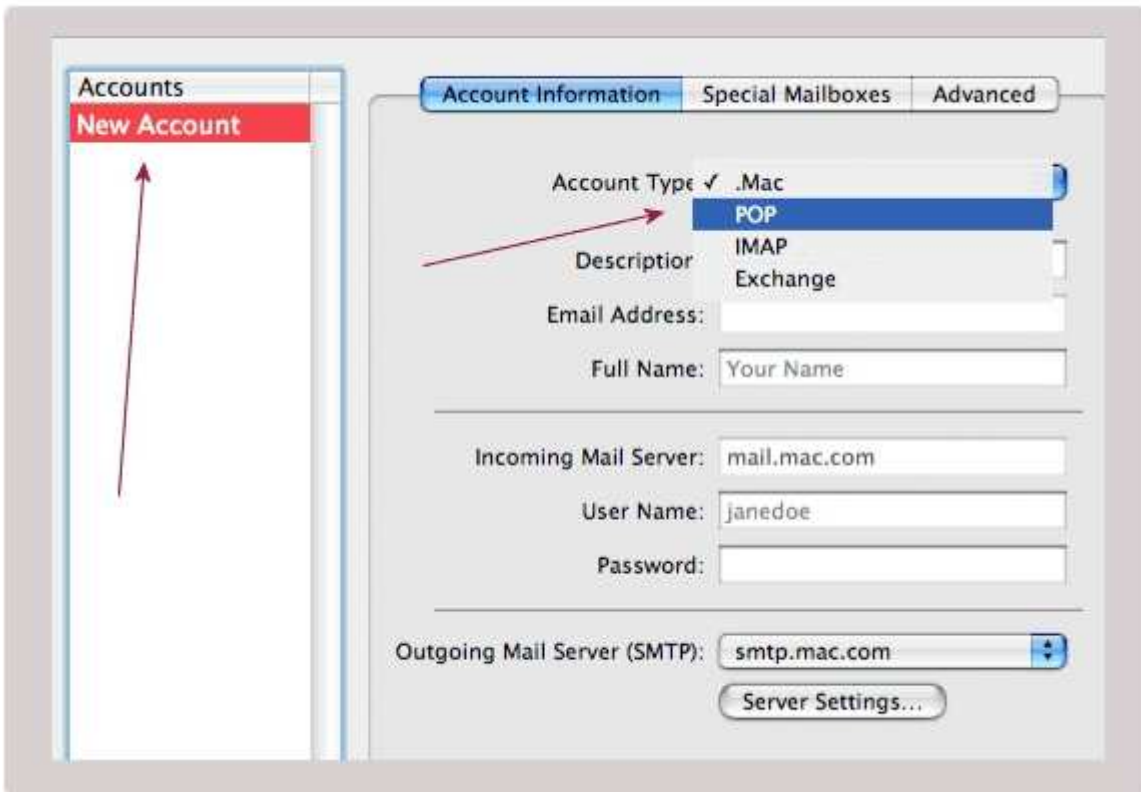 Accounts
New Account
Account Information Special Mailboxes Advanced
Account Type ✓ .Mac
POP
IMAP
Exchange
Description
Email Address:
Full Name: Your Name
Incoming Mail Server: mail.mac.com
User Name: janedoe
Password:
Outgoing Mail Server (SMTP): smtp.mac.com
Server Settings...